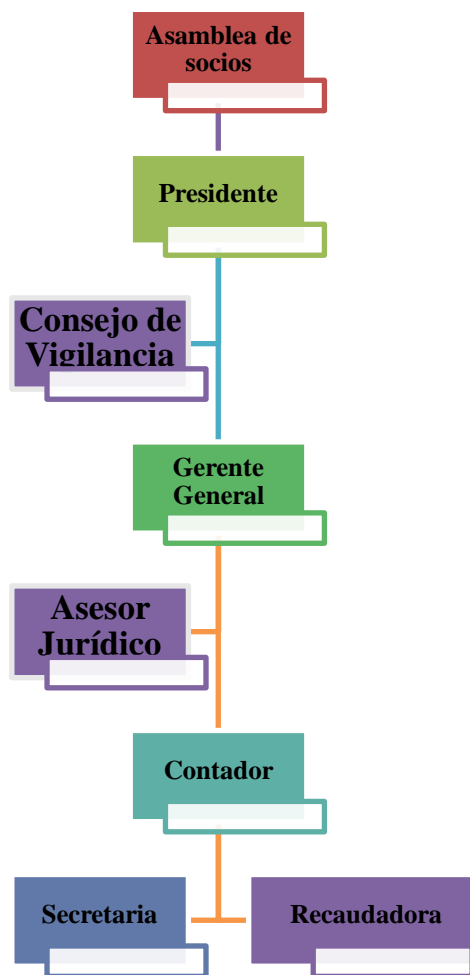 Asamblea de
socios
Presidente
Consejo de
Vigilancia
Gerente
General
Asesor
Jurídico
Contador
Secretaria
Recaudadora